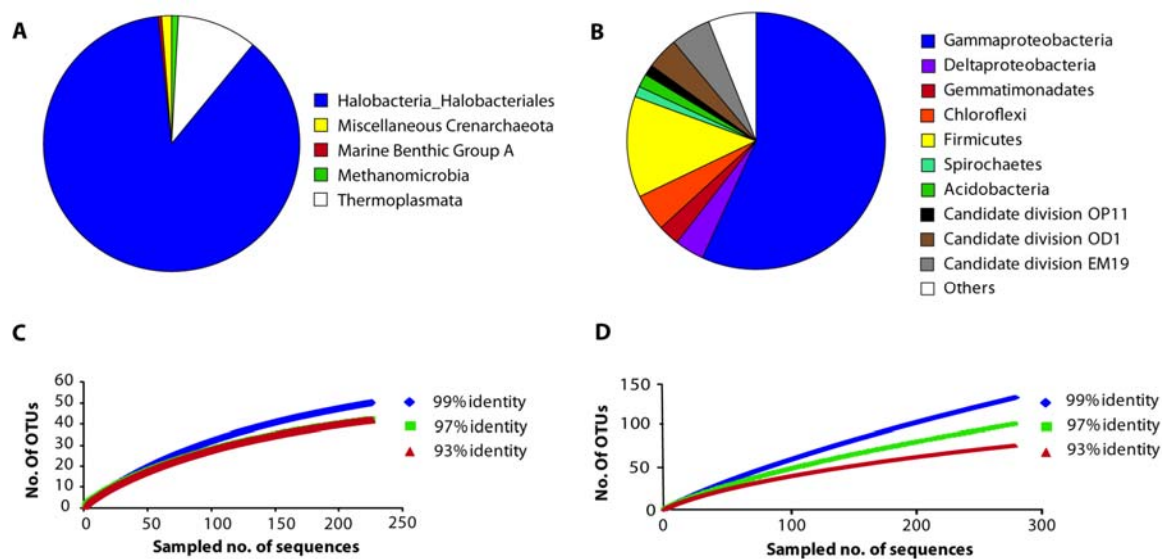 A
Halobacteria_Halobacteriales
Miscellaneous Crenarchaeota
Marine Benthic Group A
Methanomicrobia
Thermoplasmata
B
Gammaproteobacteria
Deltaproteobacteria
Gemmatimonadates
Chloroflexi
Firmicutes
Spirochaetes
Acidobacteria
Candidate division OP11
Candidate division OD1
Candidate division EM19
Others
C
No. Of OTUs
60
50
40
30
20
10
0
0
50
100
150
200
250
Sampled no. of sequences
99% identity
97% identity
93% identity
D
No. Of OTUs
150
100
50
0
0
100
200
300
Sampled no. of sequences
99% identity
97% identity
93% identity